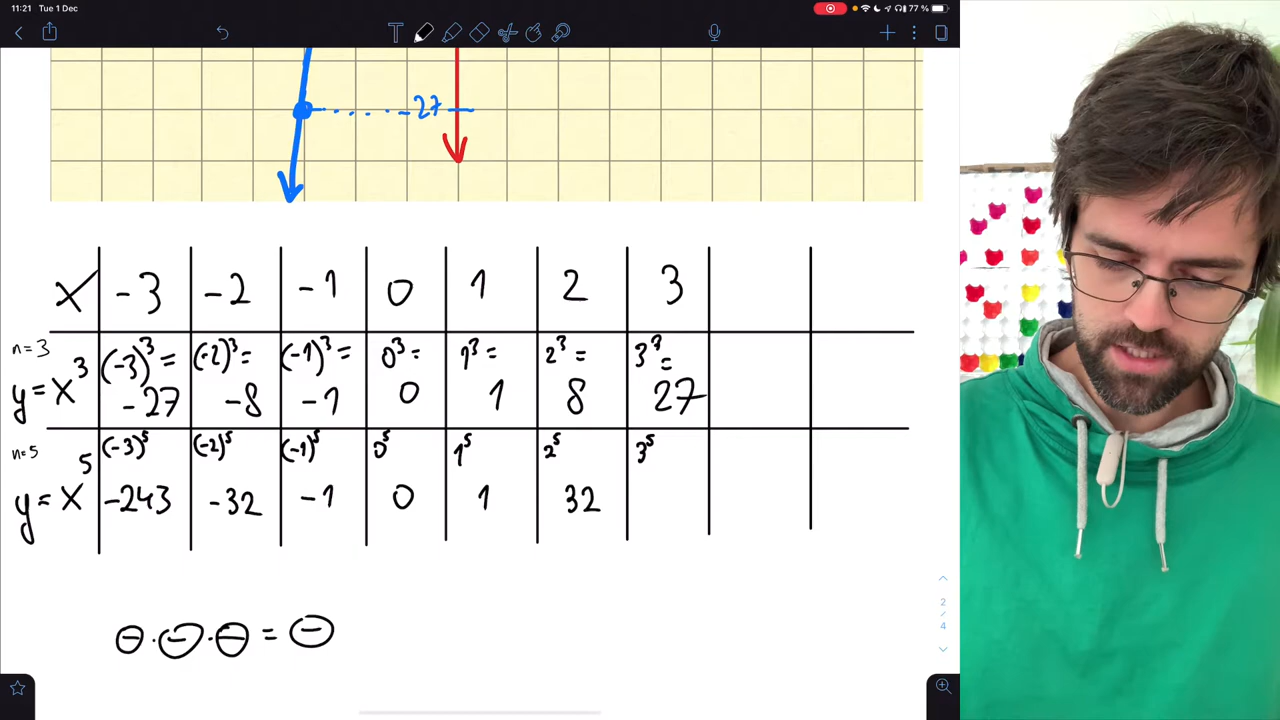 11:21 Tue 1 Dec
77 %
T
-27
x -3 -2 -1 0 1 2 3
n=3
(-3)³= (-2)³= (-1)³= 0³= 1³= 2³= 3³=
y=x³ -27 -8 -1 0 1 8 27
n=5 (-3)⁵ (-2)⁵ (-1)⁵ 0⁵ 1⁵ 2⁵ 3⁵
y=x⁵ -243 -32 -1 0 1 32
2
/
4
⊖·⊖·⊖=⊖